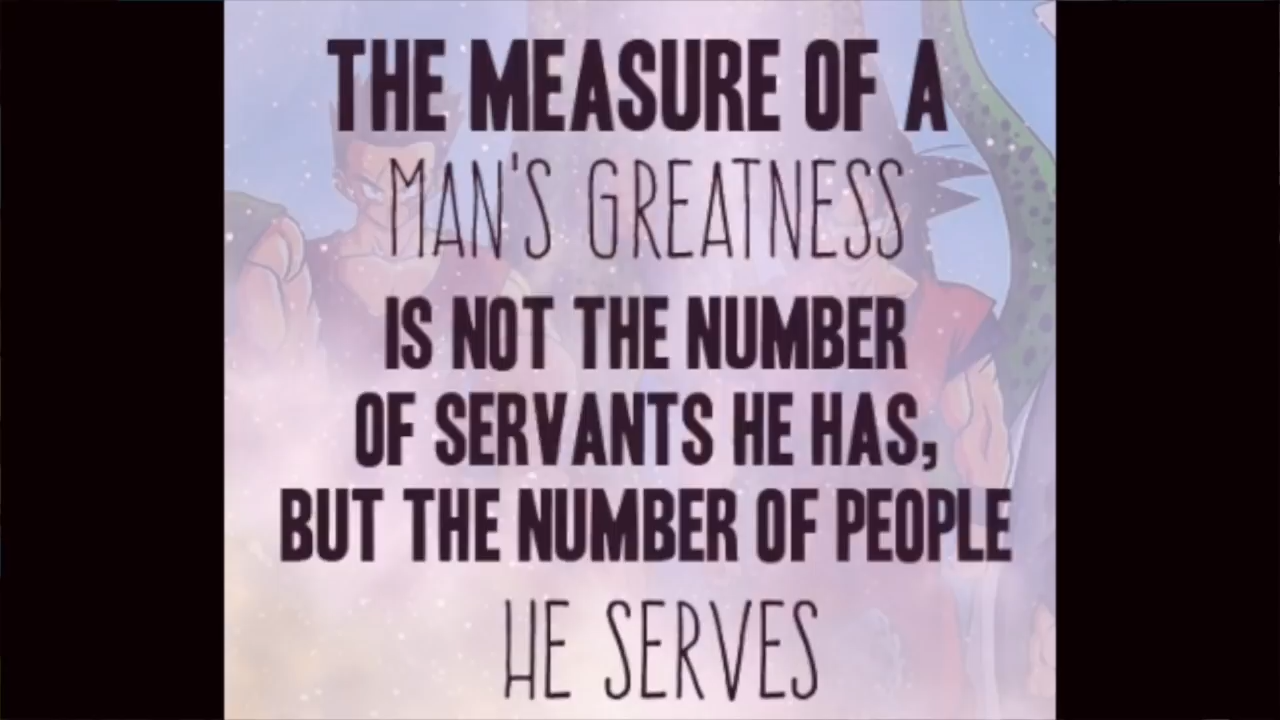 THE MEASURE OF A
MAN'S GREATNESS
IS NOT THE NUMBER
OF SERVANTS HE HAS,
BUT THE NUMBER OF PEOPLE
HE SERVES